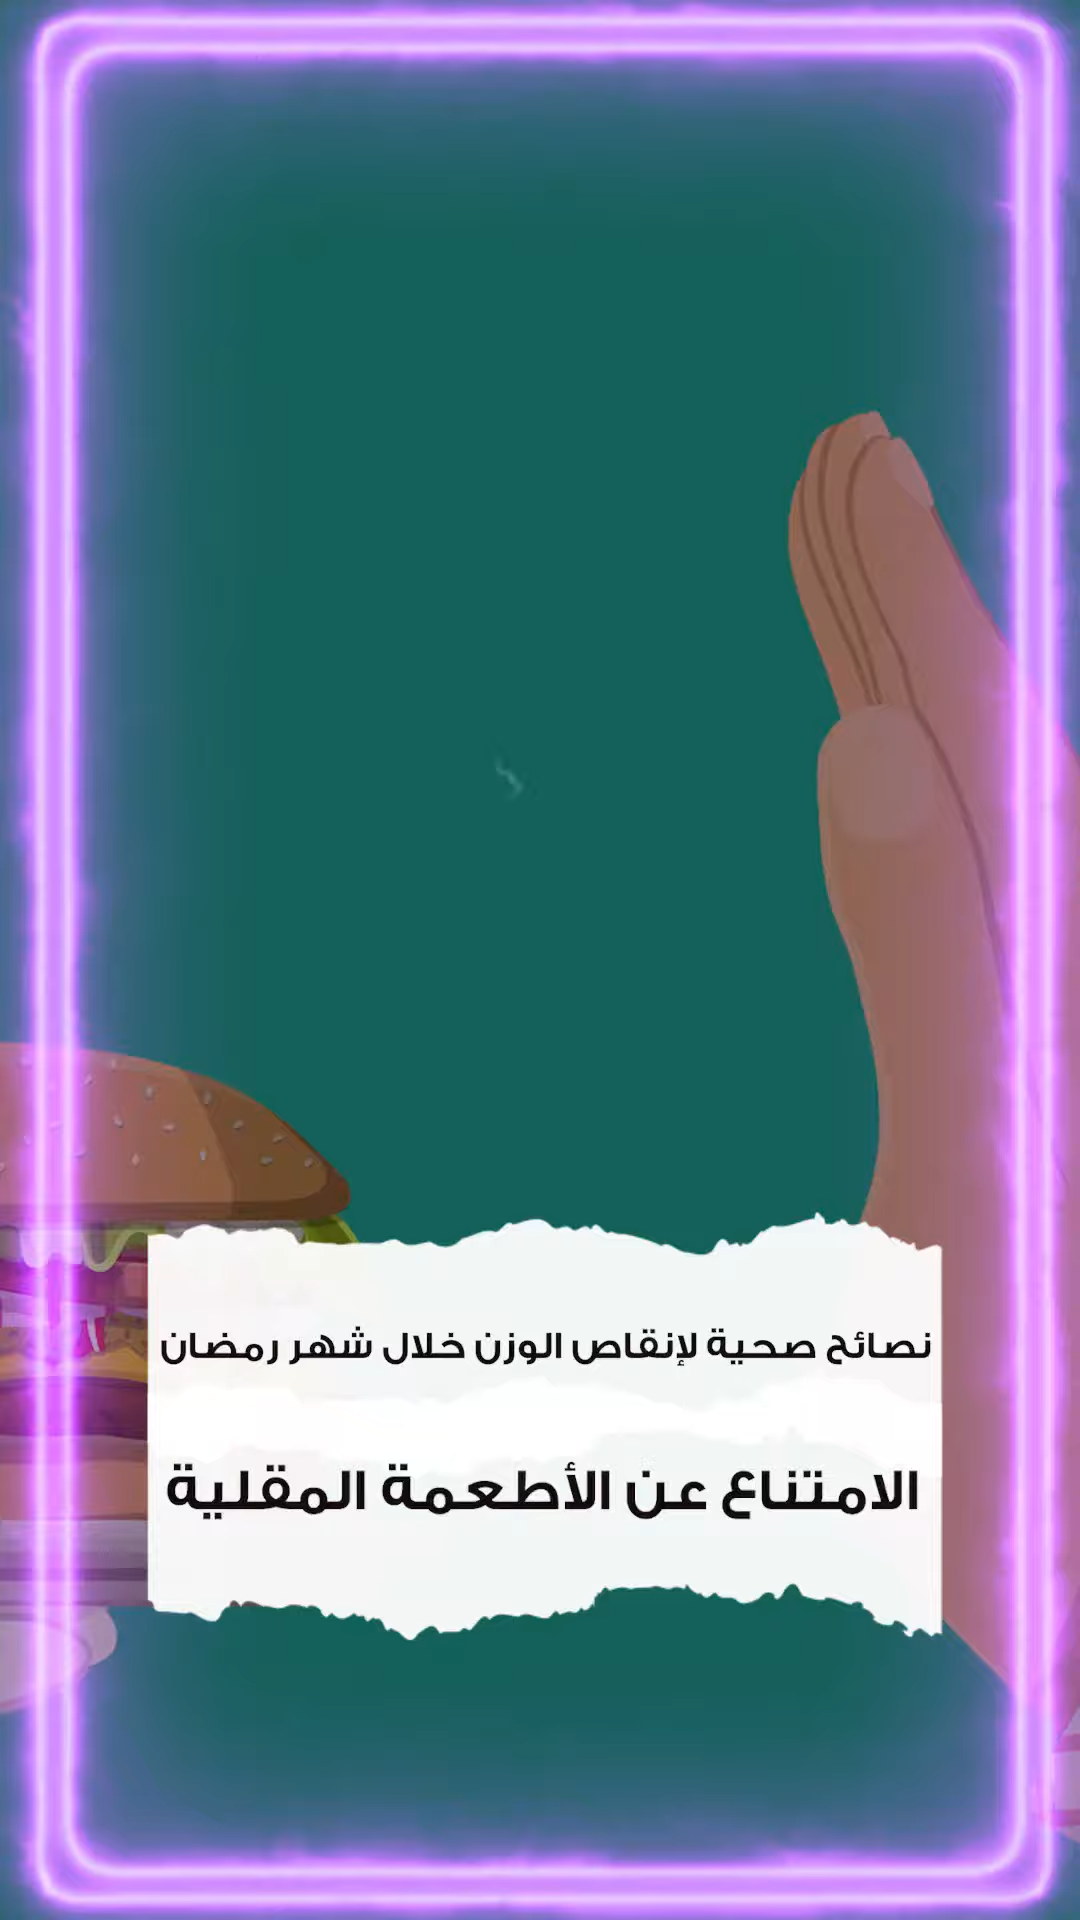 نصائح صحية لإنقاص الوزن خلال شهر رمضان
الامتناع عن الأطعمة المقلية